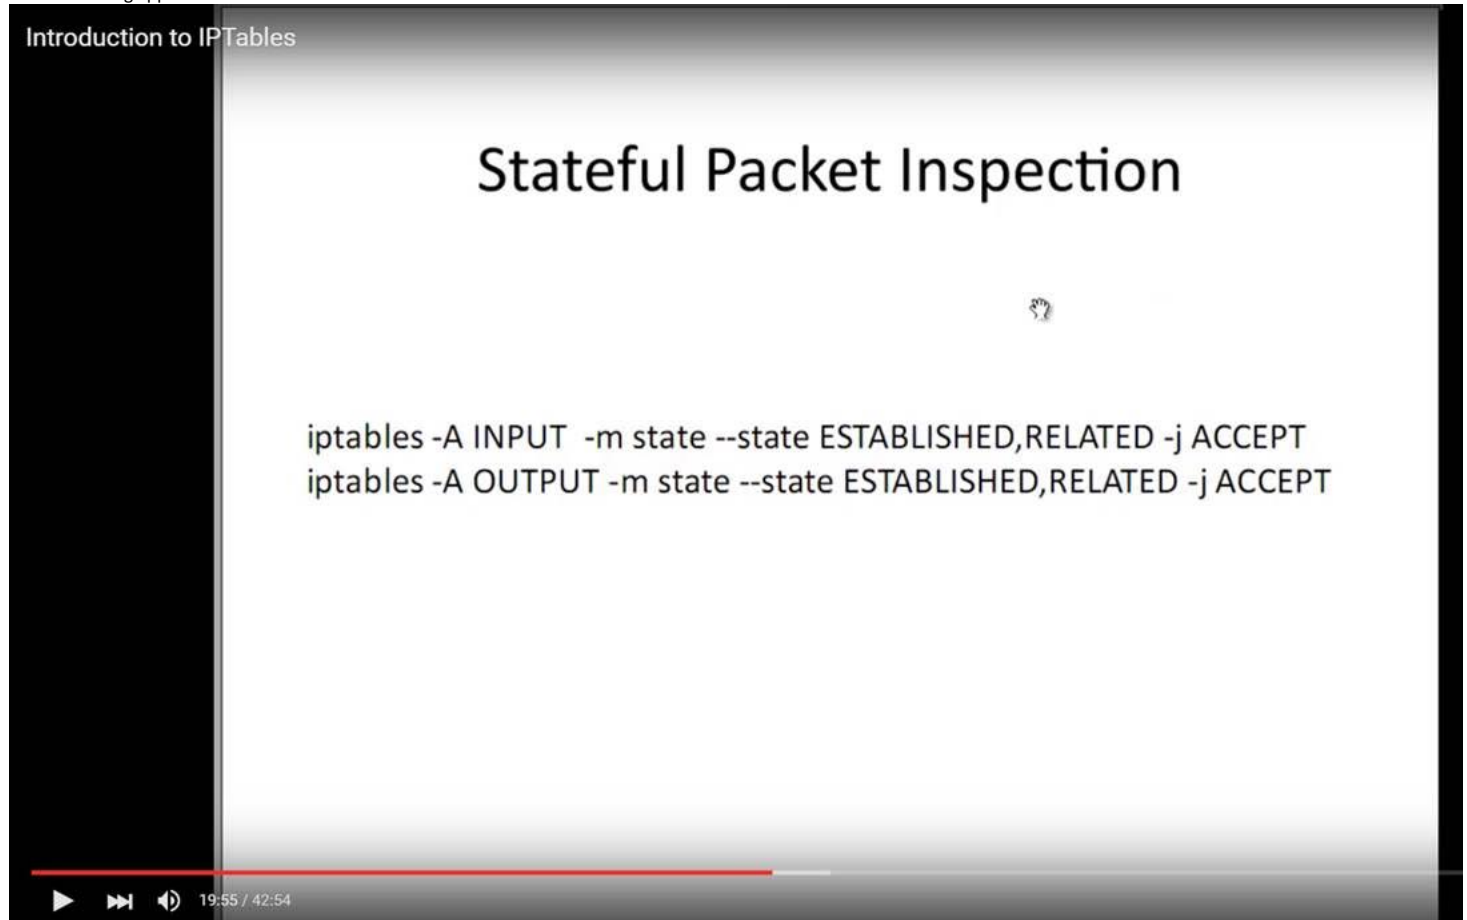 Introduction to IPTables
Stateful Packet Inspection
iptables -A INPUT  -m state --state ESTABLISHED,RELATED -j ACCEPT
iptables -A OUTPUT -m state --state ESTABLISHED,RELATED -j ACCEPT
19:55 / 42:54